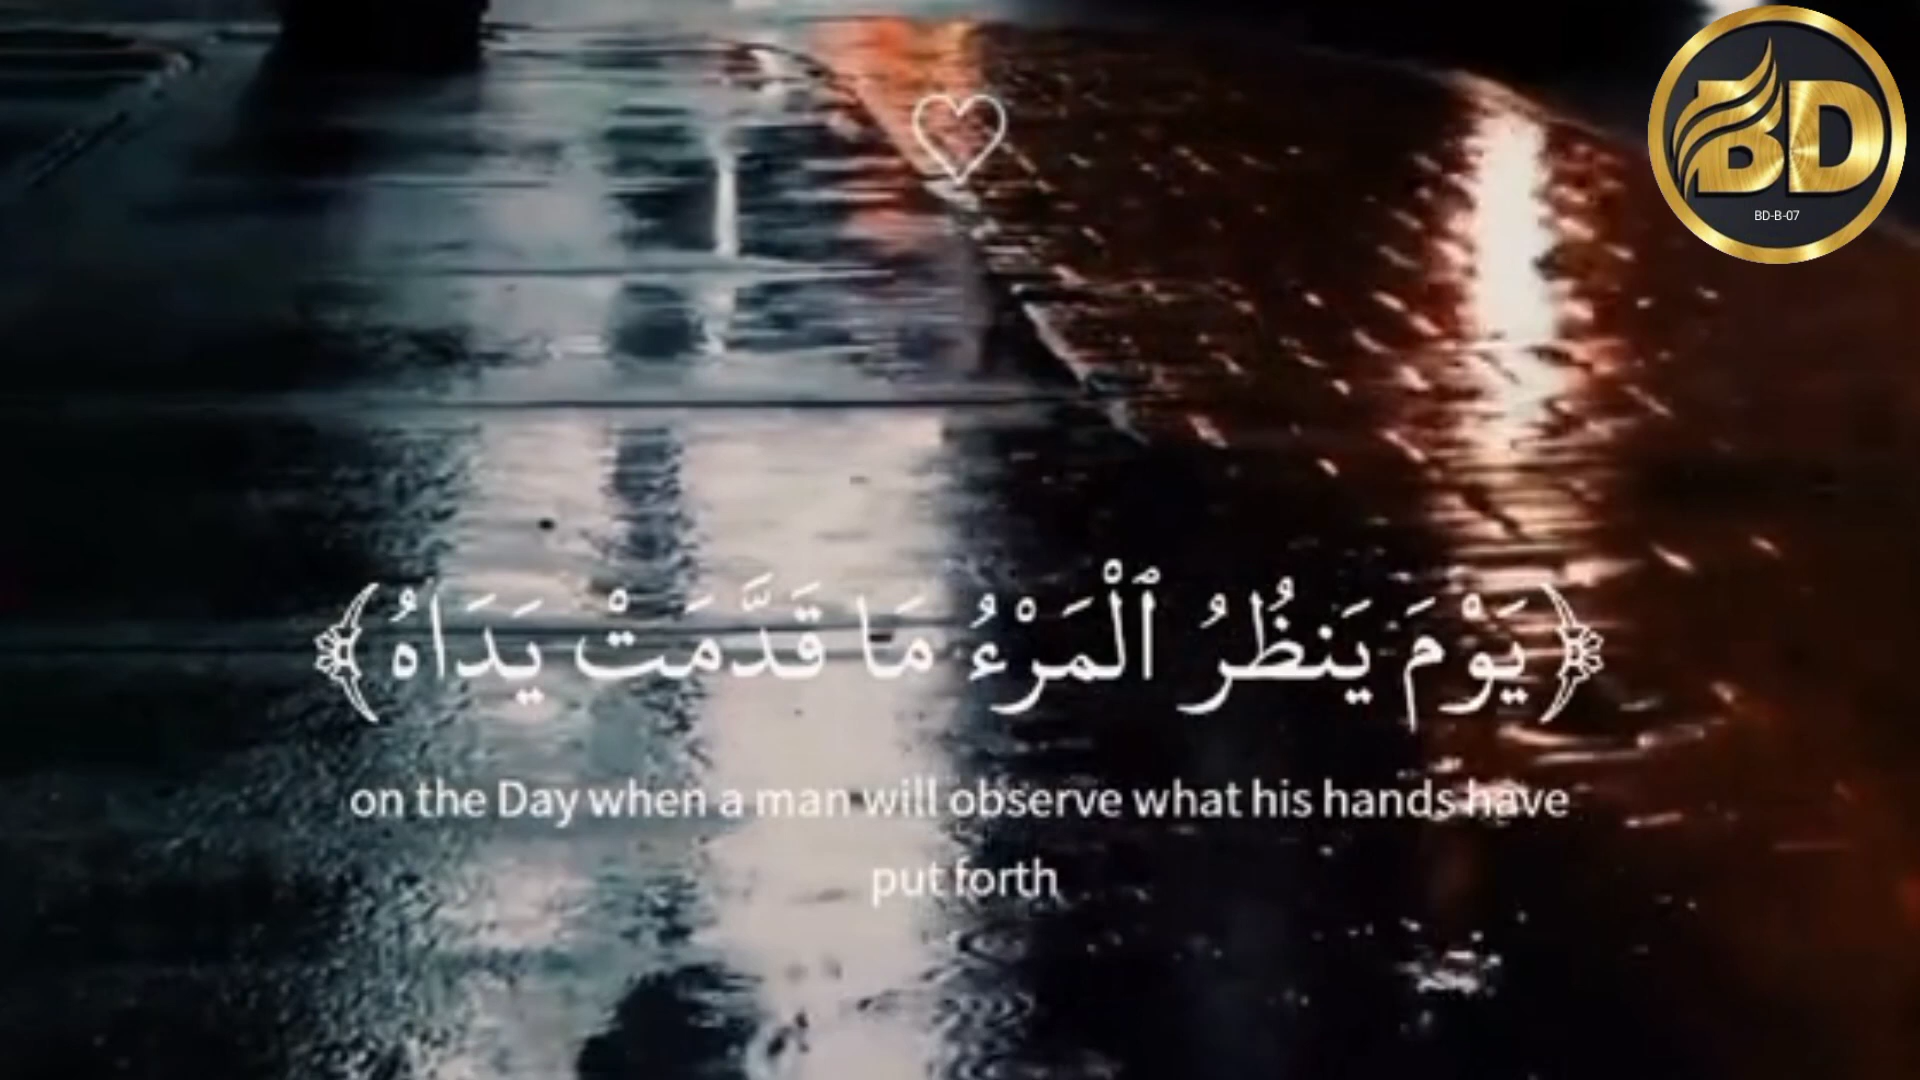 BD
BD-B-07
﴿يَوْمَ يَنظُرُ ٱلْمَرْءُ مَا قَدَّمَتْ يَدَاهُ﴾
on the Day when a man will observe what his hands have
put forth